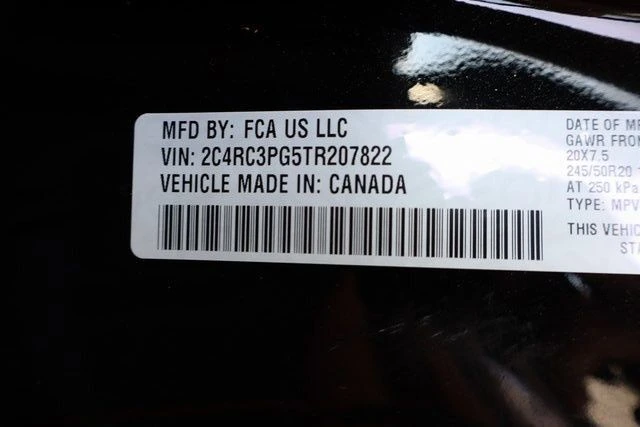 MFD BY: FCA US LLC
VIN: 2C4RC3PG5TR207822
VEHICLE MADE IN: CANADA
DATE OF M
GAWR FRON
20X7.5
245/50R20
AT 250 kPa
TYPE: MPV
THIS VEHIC
STA